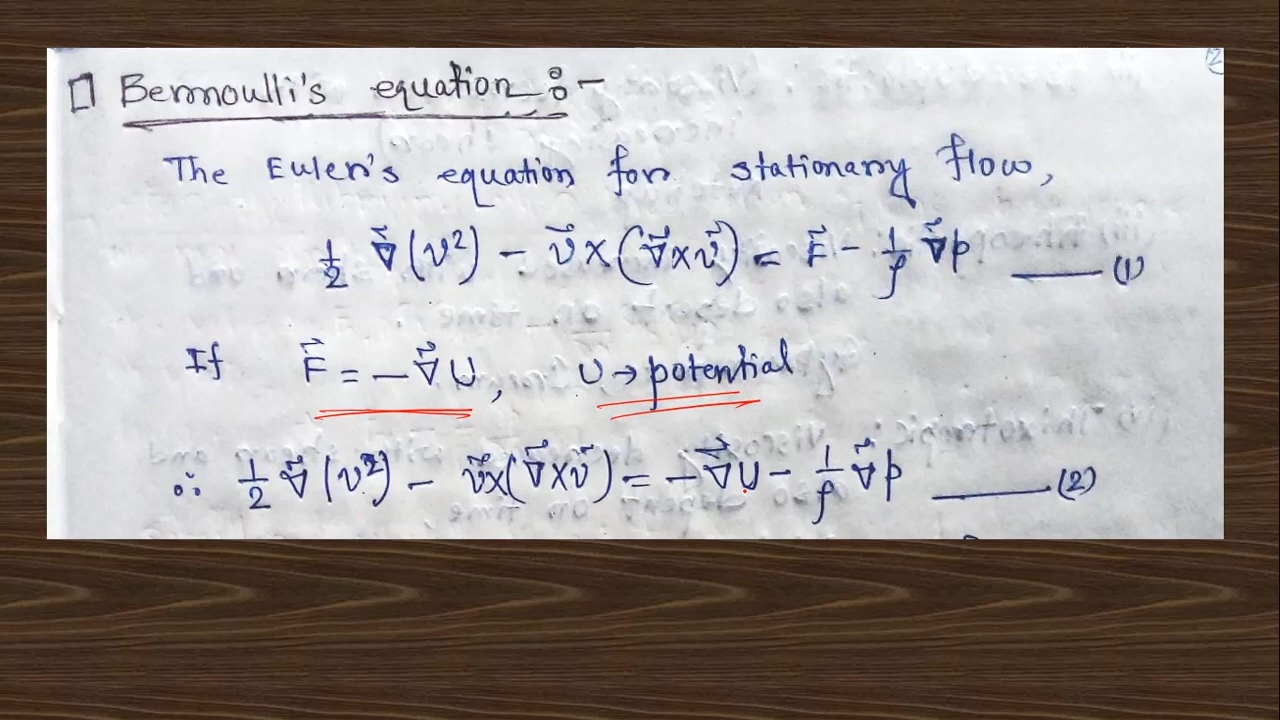 □ Bernoulli's equation :-
The Euler's equation for stationary flow,
½ ∇⃗(v²) - v⃗×(∇⃗×v⃗) = F⃗ - 1/ρ ∇⃗p —— (1)
If F⃗ = -∇⃗U, U → potential
∴ ½ ∇⃗(v²) - v⃗×(∇⃗×v⃗) = -∇⃗U - 1/ρ ∇⃗p —— (2)